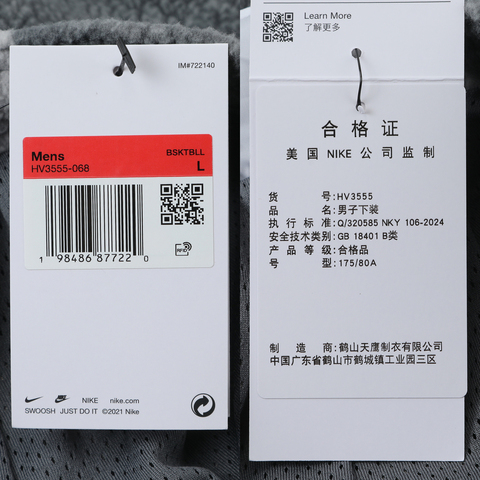 IM#722140
Mens
BSKTBLL
HV3555-068
L
1 98486 87722 0
RFID
NIKE nike.com
SWOOSH JUST DO IT ©2021 Nike
Learn More
了解更多
合格证
美国 NIKE 公司监制
货号:HV3555
品名:男子下装
执行标准:Q/320585 NKY 106-2024
安全技术类别:GB 18401 B类
产品等级:合格品
号型:175/80A
制造商:鹤山天鹰制衣有限公司
中国广东省鹤山市鹤城镇工业园三区